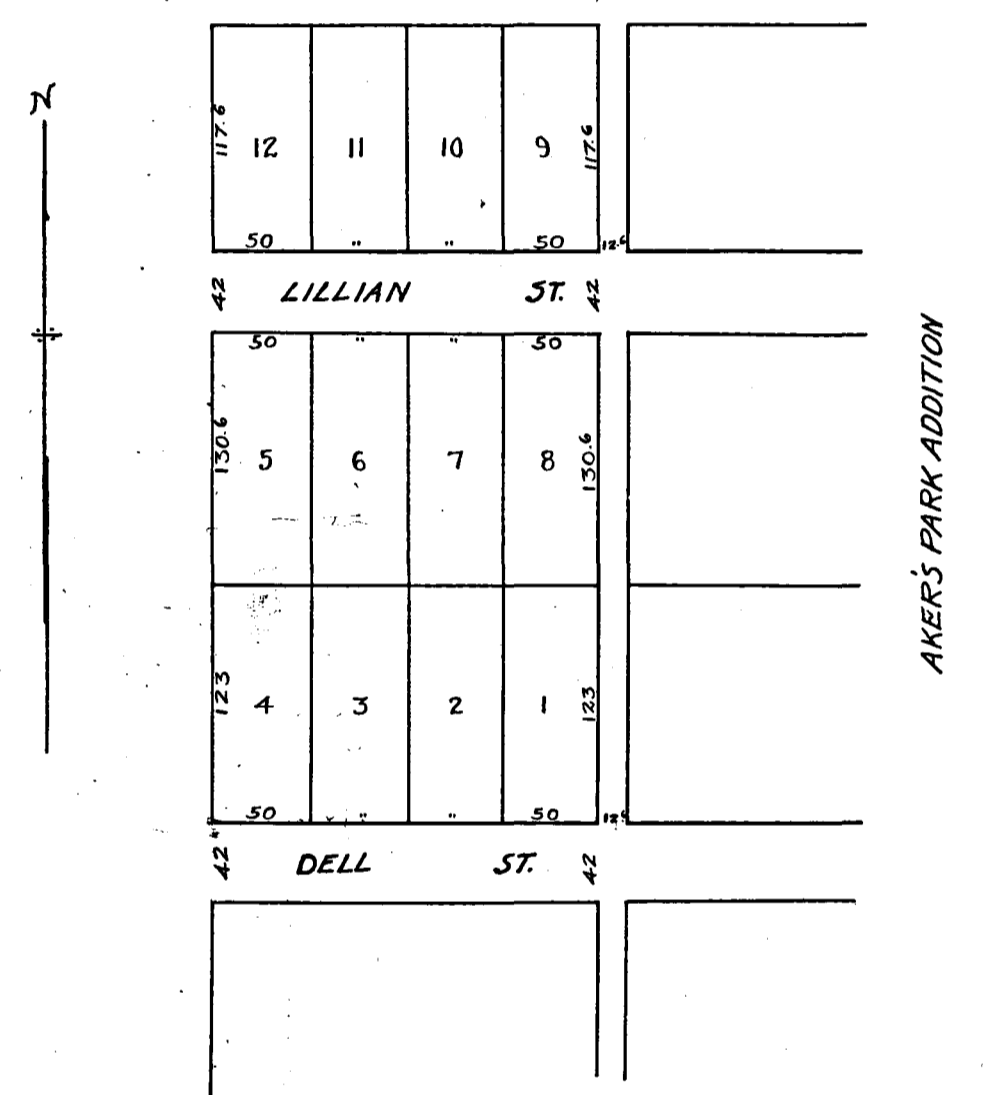 N
117.6 12 11 10 9 117.6
50 " " 50 12.6
42 LILLIAN ST. 42
50 " " 50
130.6 5 6 7 8 130.6
123 4 3 2 1 123
50 " " 50 12.6
42 DELL ST. 42
AKER'S PARK ADDITION